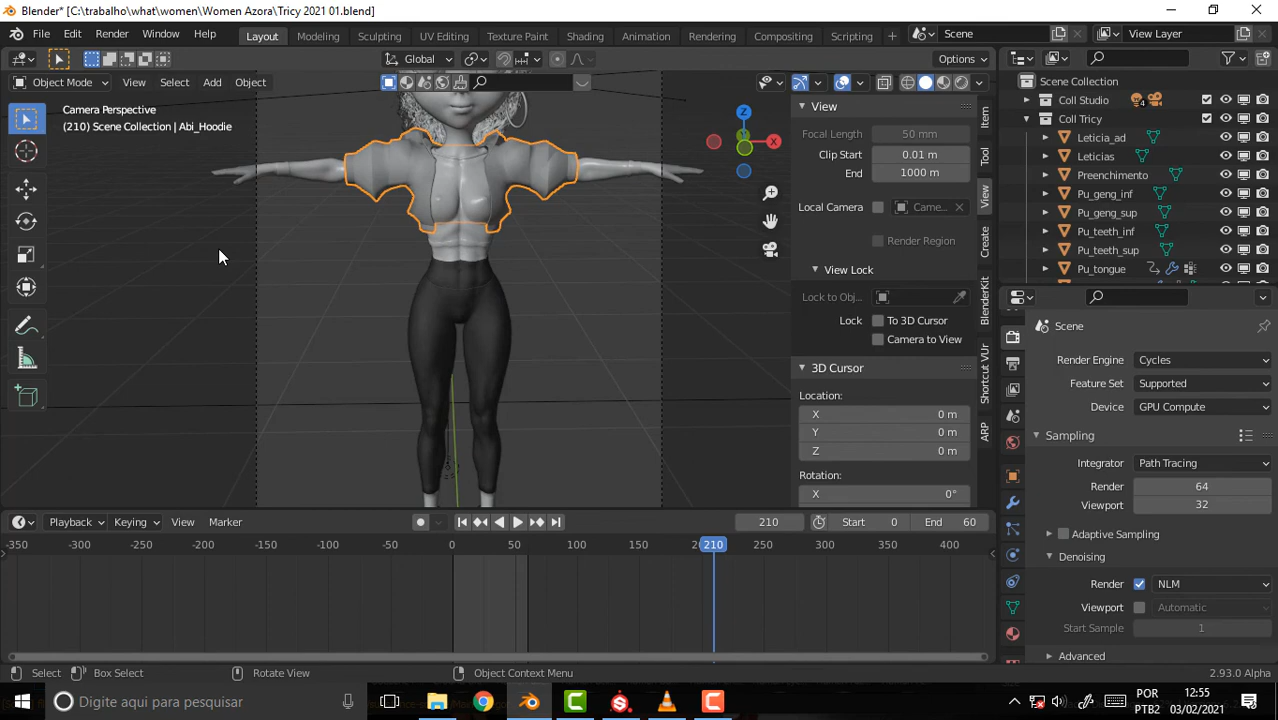 Blender* [C:\trabalho\what\women\Women Azora\Tricy 2021 01.blend]
File Edit Render Window Help Layout Modeling Sculpting UV Editing Texture Paint Shading Animation Rendering Compositing Scripting Scene View Layer
Global Options
Object Mode View Select Add Object
Camera Perspective
(210) Scene Collection | Abi_Hoodie
Z
X
View
Focal Length 50 mm
Clip Start 0.01 m
End 1000 m
Local Camera Came...
Render Region
View Lock
Lock to Obj...
Lock To 3D Cursor
Camera to View
3D Cursor
Location:
X 0 m
Y 0 m
Z 0 m
Rotation:
X 0°
Item
Tool
View
Create
BlenderKit
Shortcut VUr
ARP
Scene Collection
Coll Studio 4
Coll Tricy
Leticia_ad
Leticias
Preenchimento
Pu_geng_inf
Pu_geng_sup
Pu_teeth_inf
Pu_teeth_sup
Pu_tongue
Scene
Render Engine Cycles
Feature Set Supported
Device GPU Compute
Sampling
Integrator Path Tracing
Render 64
Viewport 32
Adaptive Sampling
Denoising
Render NLM
Viewport Automatic
Start Sample 1
Advanced
Playback Keying View Marker 210 Start 0 End 60
-350 -300 -250 -200 -150 -100 -50 0 50 100 150 210 250 300 350 400
Select Box Select Rotate View Object Context Menu 2.93.0 Alpha
Digite aqui para pesquisar
POR
PTB2
12:55
03/02/2021